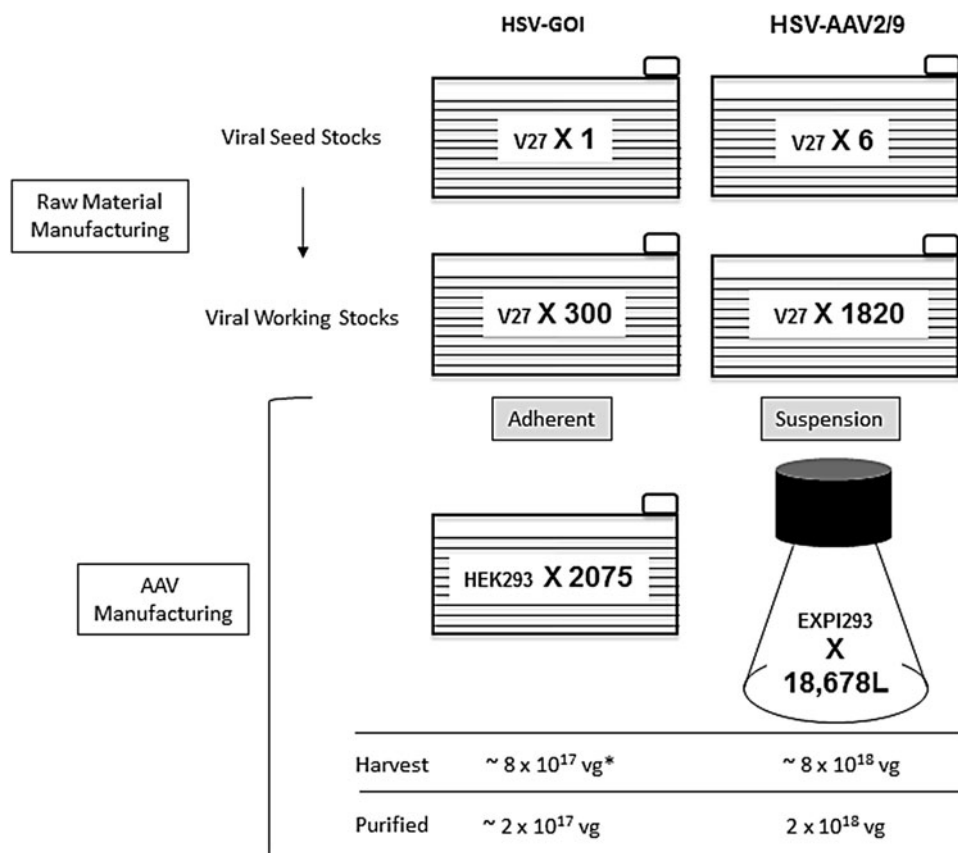 HSV-GOI HSV-AAV2/9
Viral Seed Stocks V27 X 1 V27 X 6
Raw Material
Manufacturing
Viral Working Stocks V27 X 300 V27 X 1820
Adherent Suspension
AAV
Manufacturing
HEK293 X 2075
EXPI293
X
18,678L
Harvest ~ 8 x 10¹⁷ vg* ~ 8 x 10¹⁸ vg
Purified ~ 2 x 10¹⁷ vg 2 x 10¹⁸ vg